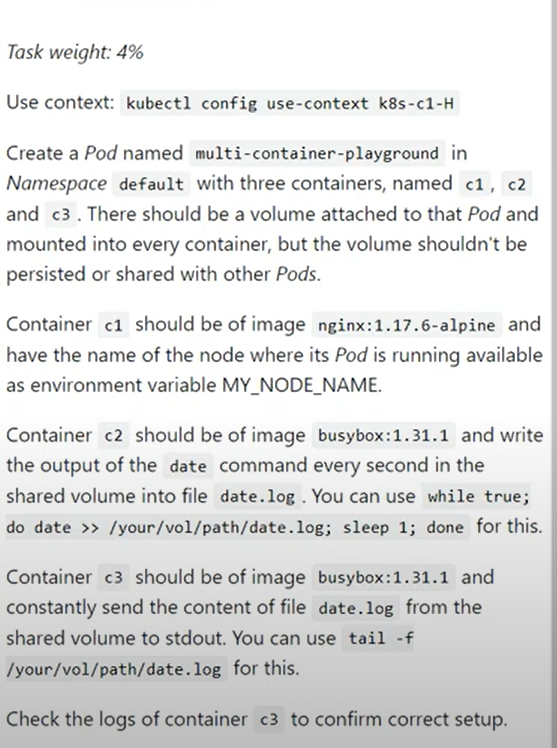 Task weight: 4%
Use context: kubectl config use-context k8s-c1-H
Create a Pod named multi-container-playground in
Namespace default with three containers, named c1, c2
and c3. There should be a volume attached to that Pod and
mounted into every container, but the volume shouldn't be
persisted or shared with other Pods.
Container c1 should be of image nginx:1.17.6-alpine and
have the name of the node where its Pod is running available
as environment variable MY_NODE_NAME.
Container c2 should be of image busybox:1.31.1 and write
the output of the date command every second in the
shared volume into file date.log. You can use while true;
do date >> /your/vol/path/date.log; sleep 1; done for this.
Container c3 should be of image busybox:1.31.1 and
constantly send the content of file date.log from the
shared volume to stdout. You can use tail -f
/your/vol/path/date.log for this.
Check the logs of container c3 to confirm correct setup.